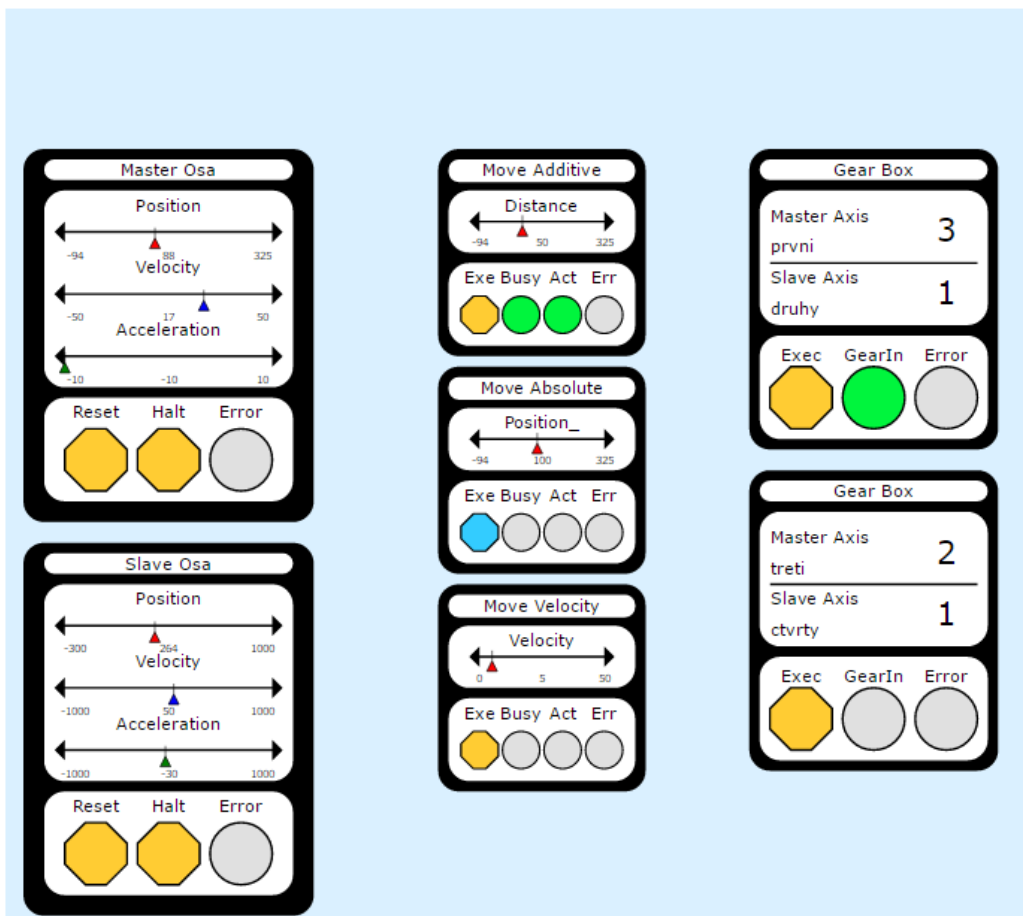 Master Osa
Position
-94 88 325
Velocity
-50 17 50
Acceleration
-10 -10 10
Reset Halt Error
Slave Osa
Position
-300 264 1000
Velocity
-1000 50 1000
Acceleration
-1000 -30 1000
Reset Halt Error
Move Additive
Distance
-94 50 325
Exe Busy Act Err
Move Absolute
Position_
-94 100 325
Exe Busy Act Err
Move Velocity
Velocity
0 5 50
Exe Busy Act Err
Gear Box
Master Axis 3
prvni
Slave Axis 1
druhy
Exec GearIn Error
Gear Box
Master Axis 2
treti
Slave Axis 1
ctvrty
Exec GearIn Error